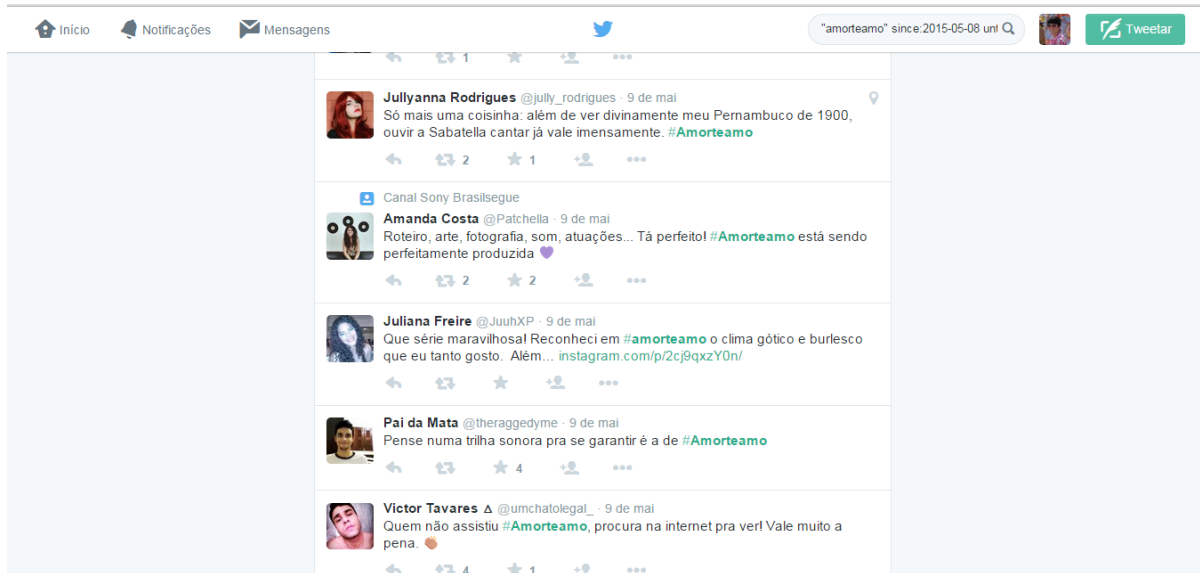 Início Notificações Mensagens "amorteamo" since:2015-05-08 unt Tweetar
1
Jullyanna Rodrigues @jully_rodrigues · 9 de mai
Só mais uma coisinha: além de ver divinamente meu Pernambuco de 1900,
ouvir a Sabatella cantar já vale imensamente. #Amorteamo
2 1
Canal Sony Brasilsegue
Amanda Costa @Patchella · 9 de mai
Roteiro, arte, fotografia, som, atuações... Tá perfeito! #Amorteamo está sendo
perfeitamente produzida 💜
2 2
Juliana Freire @JuuhXP · 9 de mai
Que série maravilhosa! Reconheci em #amorteamo o clima gótico e burlesco
que eu tanto gosto. Além... instagram.com/p/2cj9qxzY0n/
Pai da Mata @theraggedyme · 9 de mai
Pense numa trilha sonora pra se garantir é a de #Amorteamo
4
Victor Tavares ∆ @umchatolegal_ · 9 de mai
Quem não assistiu #Amorteamo, procura na internet pra ver! Vale muito a
pena. 👏
4 1